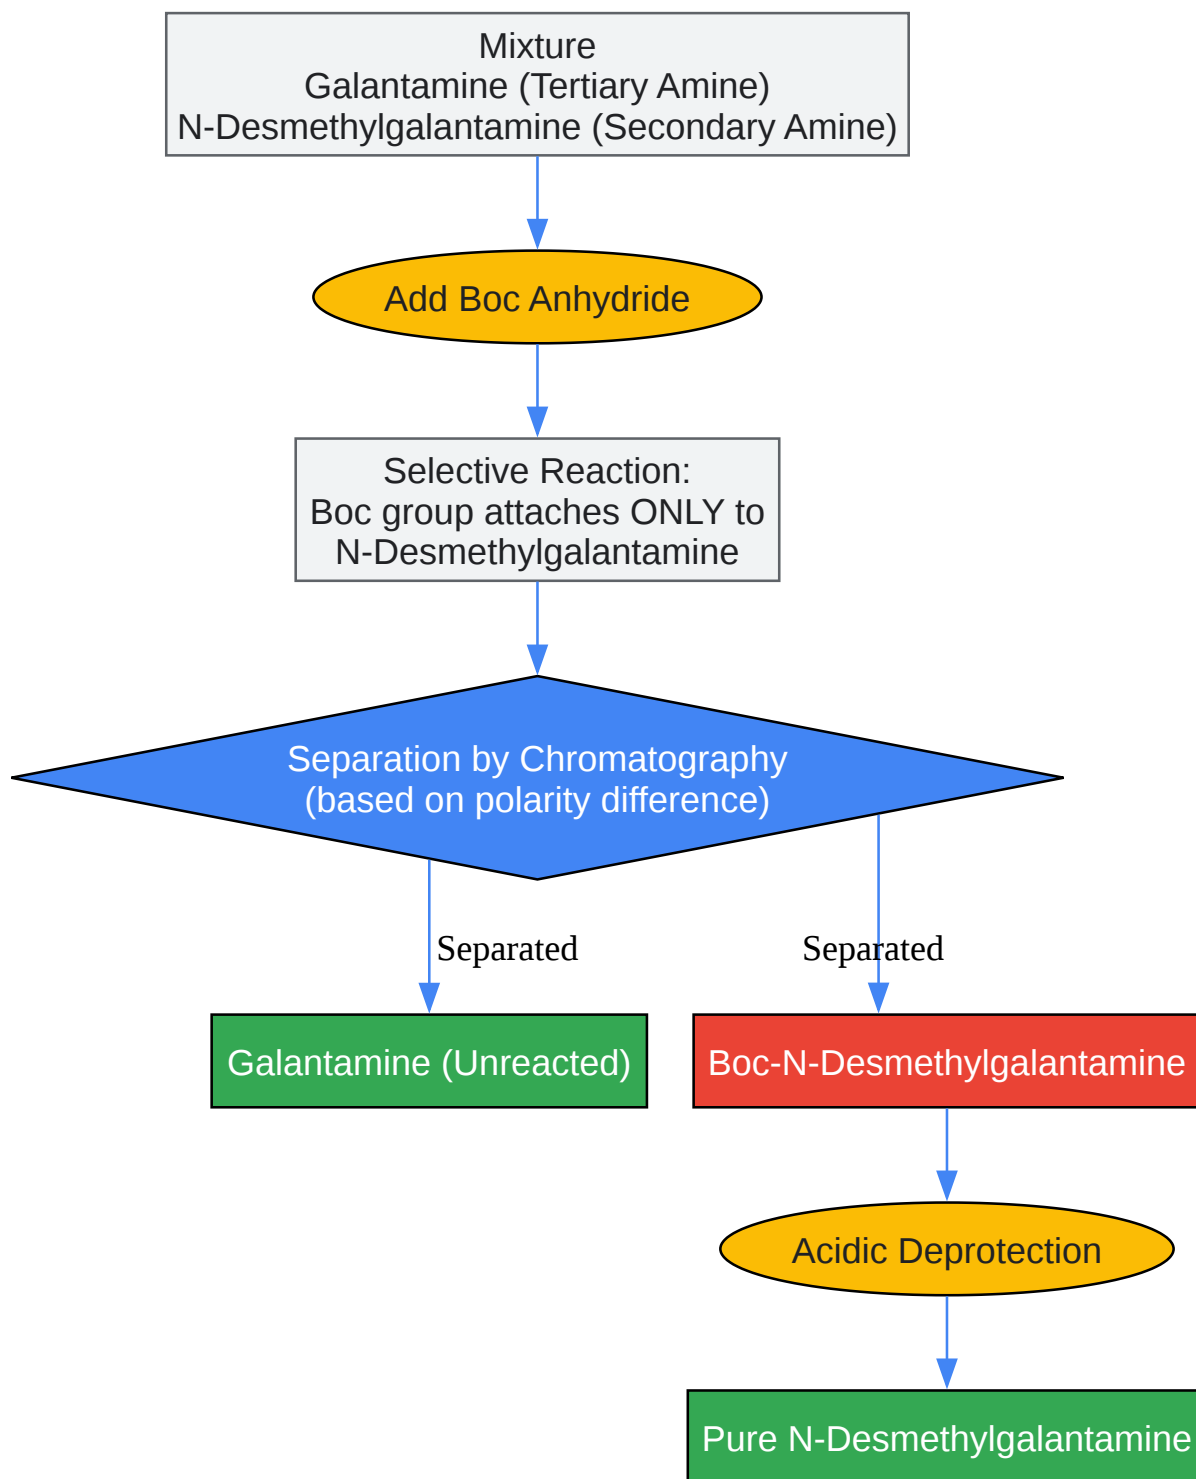 Mixture
Galantamine (Tertiary Amine)
N-Desmethylgalantamine (Secondary Amine)
Add Boc Anhydride
Selective Reaction:
Boc group attaches ONLY to
N-Desmethylgalantamine
Separation by Chromatography
(based on polarity difference)
Separated
Separated
Galantamine (Unreacted)
Boc-N-Desmethylgalantamine
Acidic Deprotection
Pure N-Desmethylgalantamine